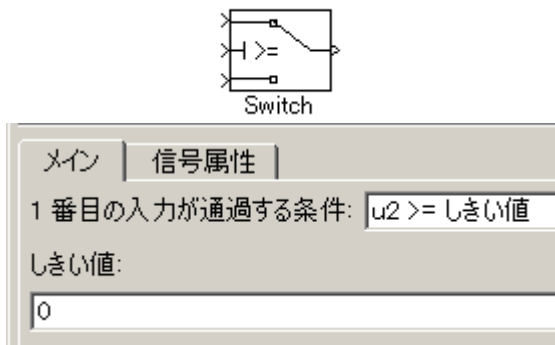 >=
Switch
メイン
信号属性
1 番目の入力が通過する条件: u2 >= しきい値
しきい値:
0